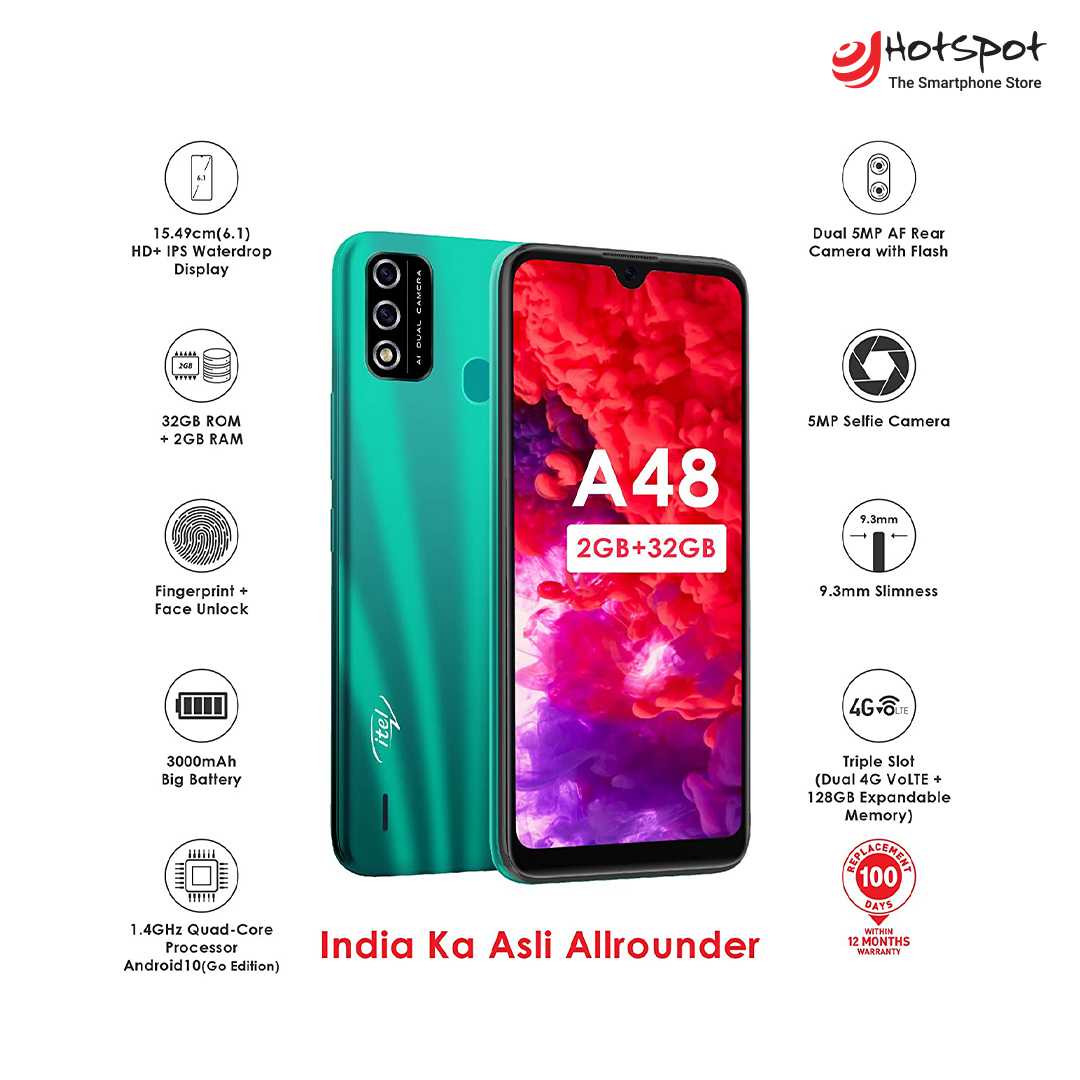 HotSpot
The Smartphone Store
6.1
15.49cm(6.1)
HD+ IPS Waterdrop
Display
2GB
32GB ROM
+ 2GB RAM
Fingerprint +
Face Unlock
3000mAh
Big Battery
1.4GHz Quad-Core
Processor
Android10(Go Edition)
AI DUAL CAMERA
itel
A48
2GB+32GB
India Ka Asli Allrounder
Dual 5MP AF Rear
Camera with Flash
5MP Selfie Camera
9.3mm
9.3mm Slimness
4G VoLTE
Triple Slot
(Dual 4G VoLTE +
128GB Expandable
Memory)
REPLACEMENT
100
DAYS
WITHIN
12 MONTHS
WARRANTY